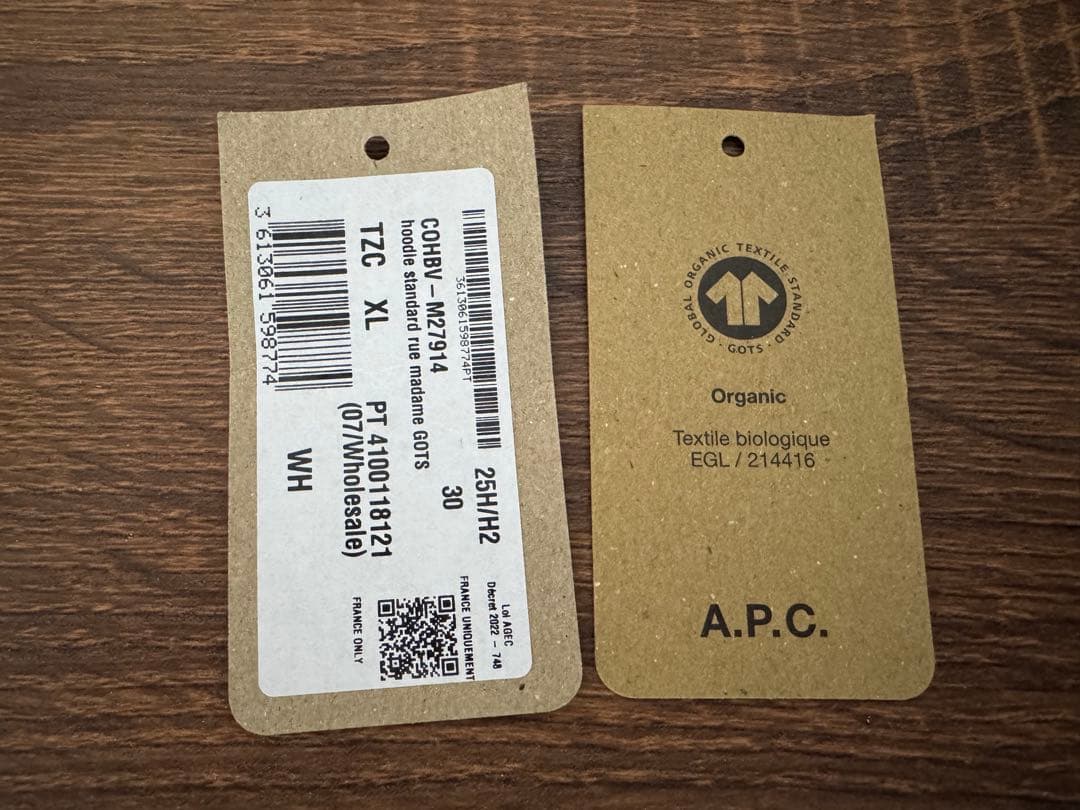 3613061598774PT
25H/H2
COHBV - M27914
hoodie standard rue madame GOTS
30
TZC XL
PT 4100118121
(07/Wholesale)
3 613061 598774
WH
Loi AGEC
Décret 2022 - 748
FRANCE UNIQUEMENT
FRANCE ONLY
GLOBAL ORGANIC TEXTILE STANDARD · GOTS ·
Organic
Textile biologique
EGL / 214416
A.P.C.